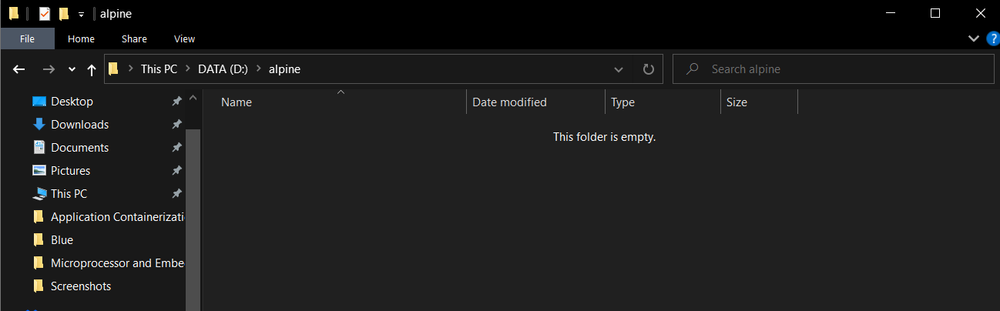 alpine
File Home Share View
This PC > DATA (D:) > alpine
Search alpine
Desktop
Downloads
Documents
Pictures
This PC
Application Containerizati
Blue
Microprocessor and Embe
Screenshots
Name Date modified Type Size
This folder is empty.